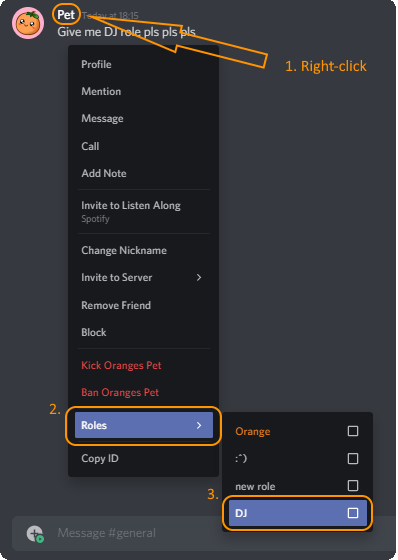 Pet Today at 18:15
Give me DJ role pls pls pls
1. Right-click
Profile
Mention
Message
Call
Add Note
Invite to Listen Along
Spotify
Change Nickname
Invite to Server
Remove Friend
Block
Kick Oranges Pet
Ban Oranges Pet
2.
Roles
Copy ID
Orange
:^)
new role
3.
DJ
Message #general